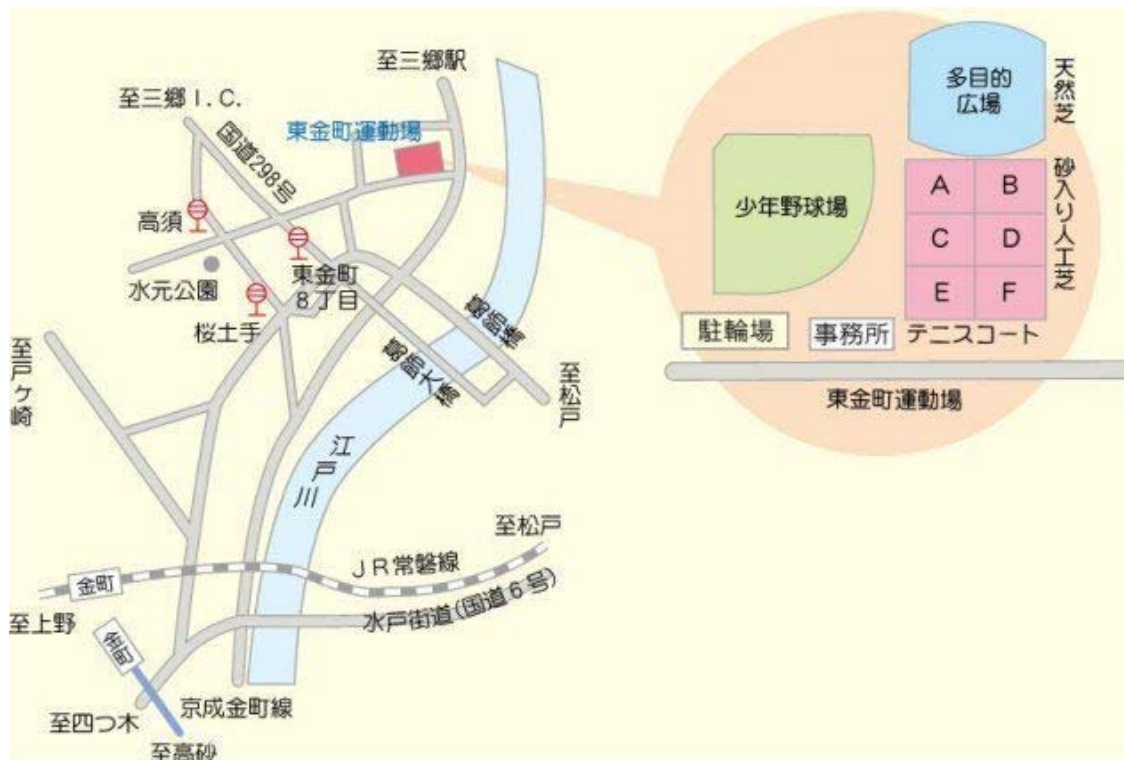 至三郷駅
至三郷I.C.
東金町運動場
国道298号
高須
水元公園
東金町
8丁目
桜土手
至戸ヶ崎
葛飾橋
葛飾大橋
至松戸
江戸川
至松戸
JR常磐線
金町
至上野
水戸街道(国道6号)
金町
京成金町線
至四つ木
至高砂
多目的
広場
天然芝
少年野球場
A B
C D
E F
砂入り人工芝
駐輪場
事務所
テニスコート
東金町運動場